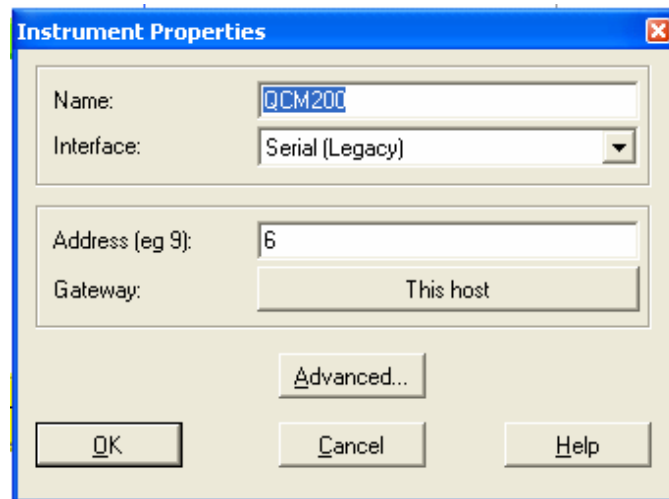 Instrument Properties
Name: QCM200
Interface: Serial (Legacy)
Address (eg 9): 6
Gateway: This host
Advanced...
OK Cancel Help